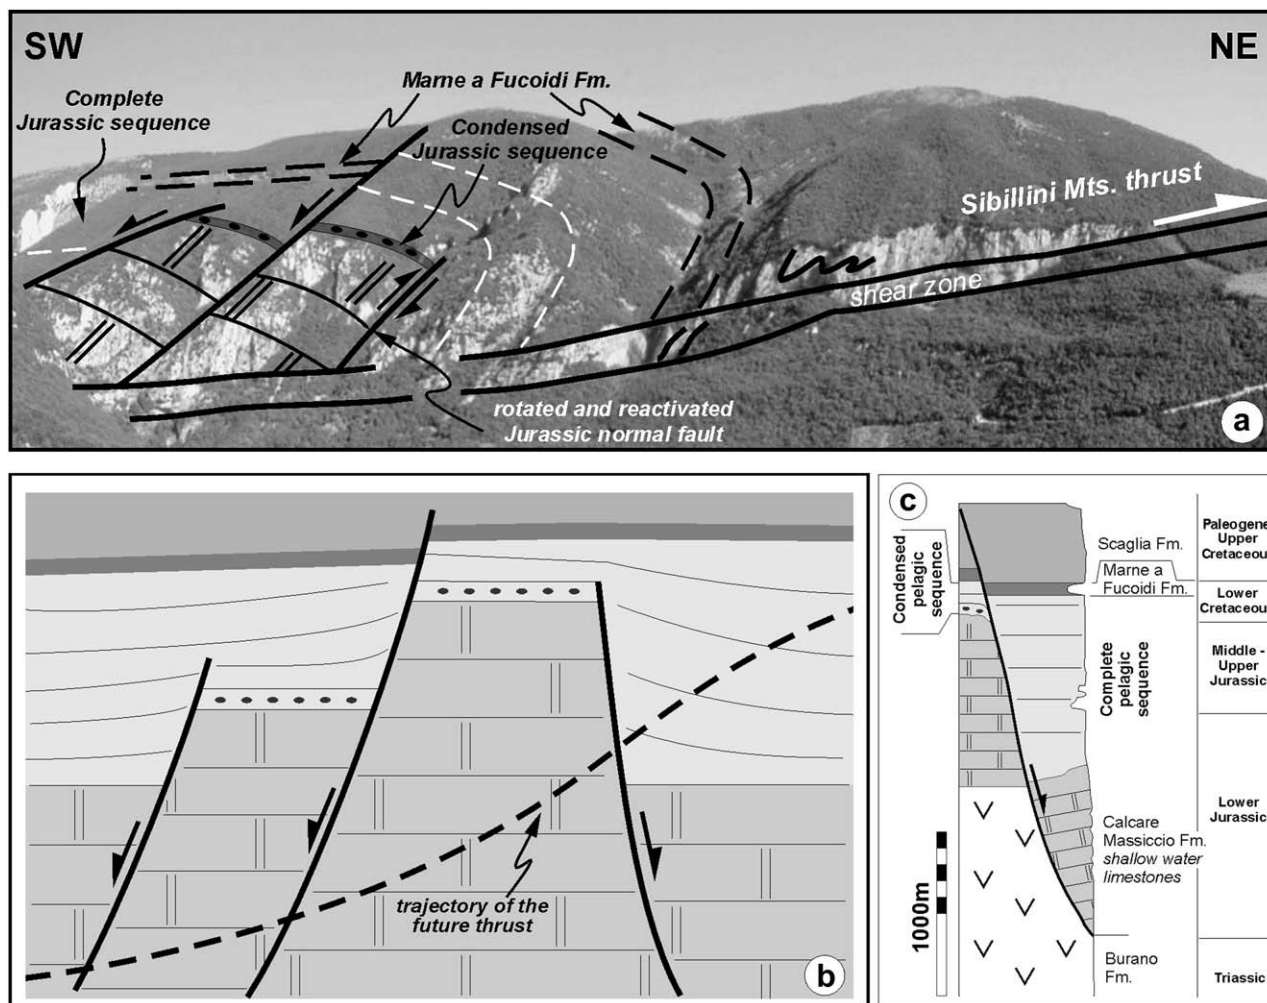 SW
NE
Marne a Fucoidi Fm.
Complete
Jurassic sequence
Condensed
Jurassic sequence
Sibillini Mts. thrust
shear zone
rotated and reactivated
Jurassic normal fault
a
trajectory of the
future thrust
b
c
Condensed
pelagic
sequence
Scaglia Fm.
Marne a
Fucoidi Fm.
Complete
pelagic
sequence
Calcare
Massiccio Fm.
shallow water
limestones
Burano
Fm.
1000m
Paleogene
Upper
Cretaceous
Lower
Cretaceous
Middle -
Upper
Jurassic
Lower
Jurassic
Triassic